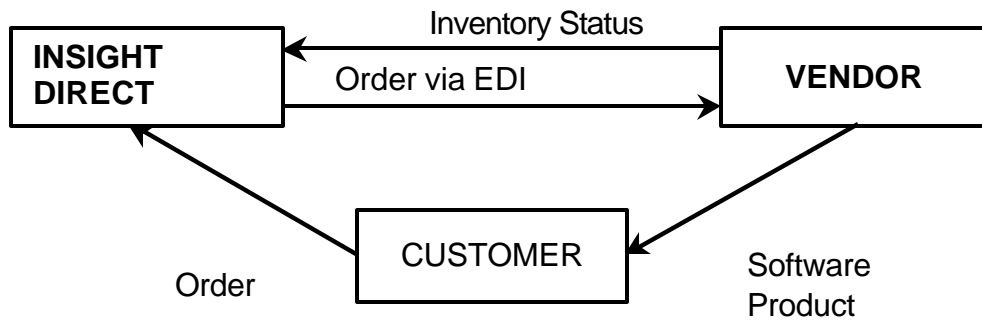 Inventory Status
INSIGHT
DIRECT
Order via EDI
VENDOR
CUSTOMER
Order
Software
Product